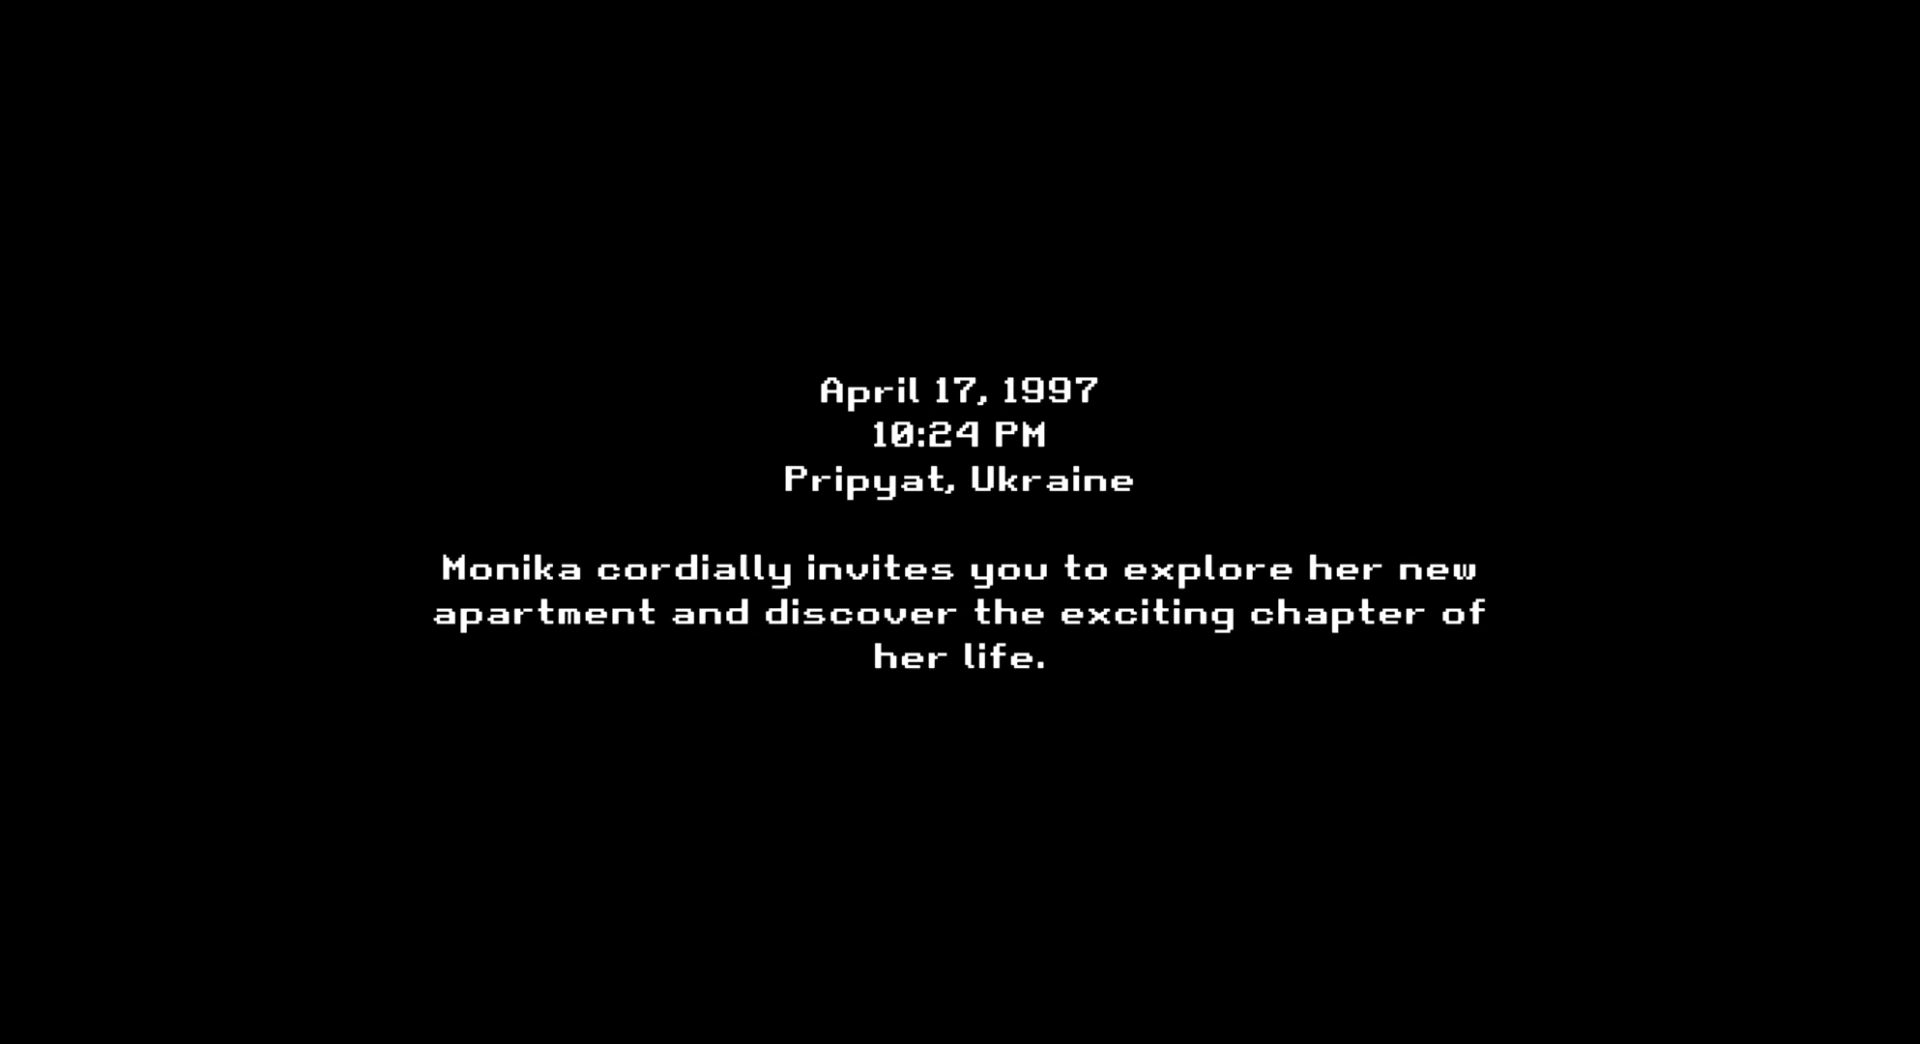 April 17, 1997
10:24 PM
Pripyat, Ukraine
Monika cordially invites you to explore her new
apartment and discover the exciting chapter of
her life.